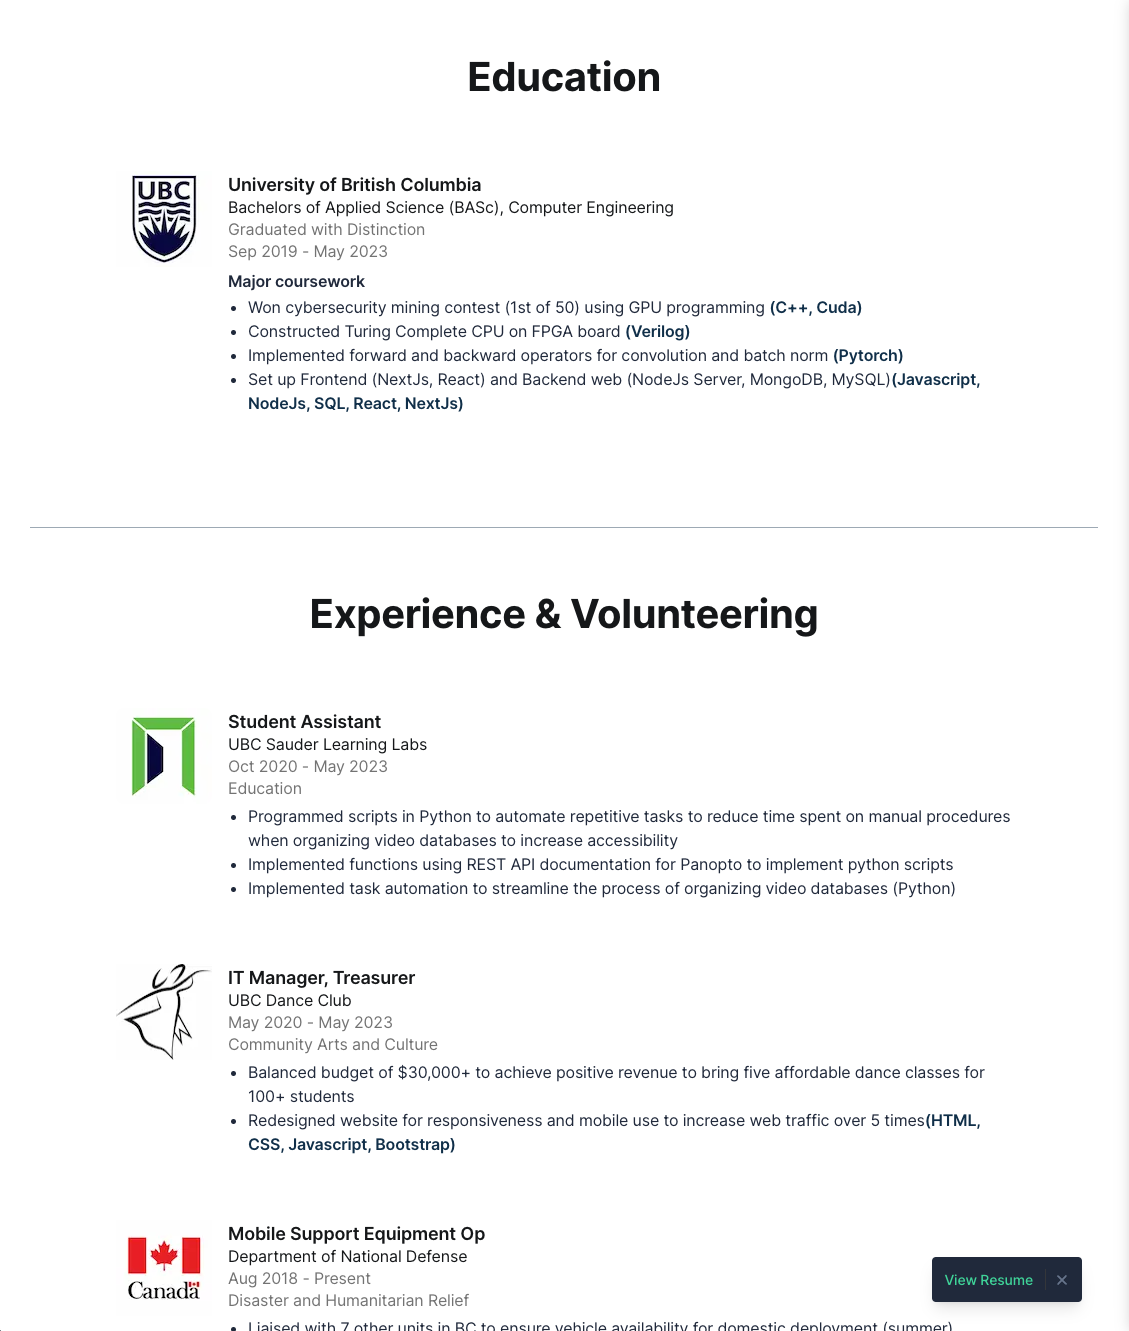 Education
UBC
University of British Columbia
Bachelors of Applied Science (BASc), Computer Engineering
Graduated with Distinction
Sep 2019 - May 2023
Major coursework
• Won cybersecurity mining contest (1st of 50) using GPU programming (C++, Cuda)
• Constructed Turing Complete CPU on FPGA board (Verilog)
• Implemented forward and backward operators for convolution and batch norm (Pytorch)
• Set up Frontend (NextJs, React) and Backend web (NodeJs Server, MongoDB, MySQL)(Javascript,
NodeJs, SQL, React, NextJs)
Experience & Volunteering
Student Assistant
UBC Sauder Learning Labs
Oct 2020 - May 2023
Education
• Programmed scripts in Python to automate repetitive tasks to reduce time spent on manual procedures
when organizing video databases to increase accessibility
• Implemented functions using REST API documentation for Panopto to implement python scripts
• Implemented task automation to streamline the process of organizing video databases (Python)
IT Manager, Treasurer
UBC Dance Club
May 2020 - May 2023
Community Arts and Culture
• Balanced budget of $30,000+ to achieve positive revenue to bring five affordable dance classes for
100+ students
• Redesigned website for responsiveness and mobile use to increase web traffic over 5 times(HTML,
CSS, Javascript, Bootstrap)
Canada
Mobile Support Equipment Op
Department of National Defense
Aug 2018 - Present
Disaster and Humanitarian Relief
• Liaised with 7 other units in BC to ensure vehicle availability for domestic deployment (summer)
View Resume